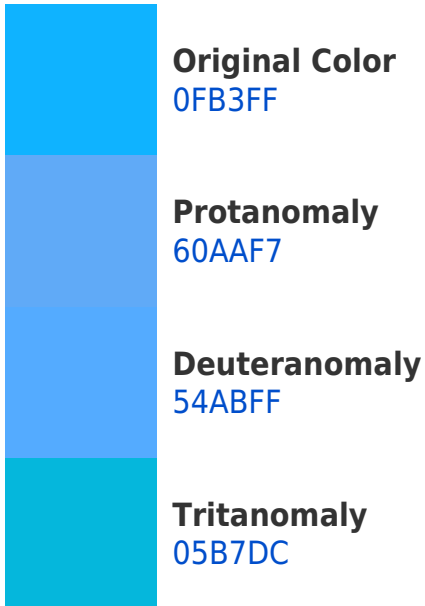 Original Color
0FB3FF
Protanomaly
60AAF7
Deuteranomaly
54ABFF
Tritanomaly
05B7DC